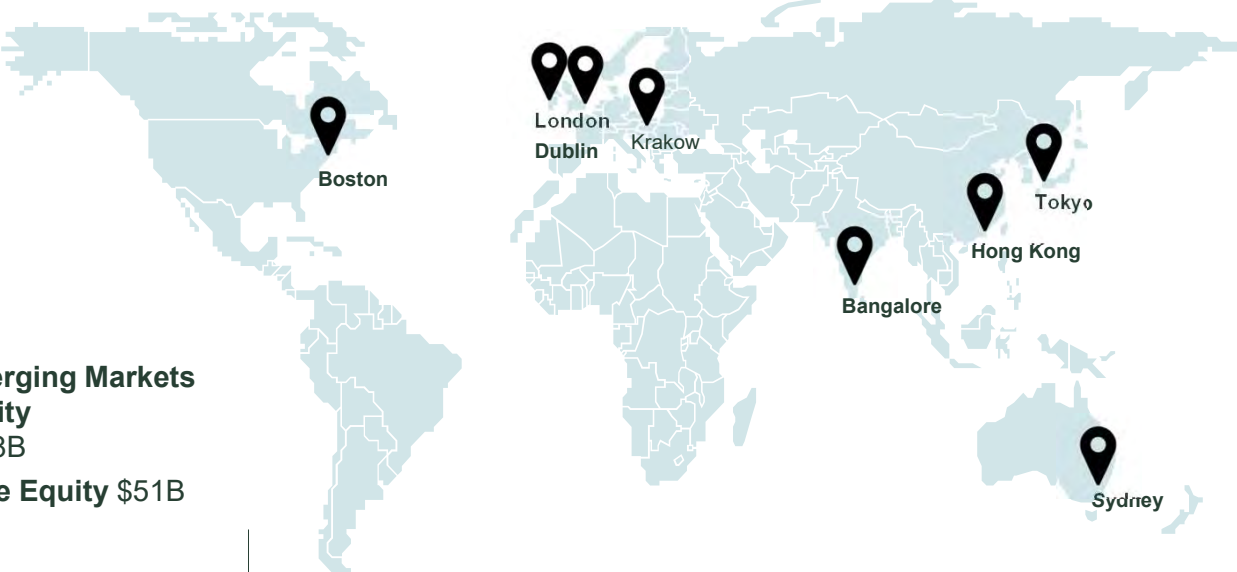 London
Dublin
Krakow
Boston
Tokyo
Hong Kong
Bangalore
erging Markets
ity
3B
e Equity $51B
Sydney